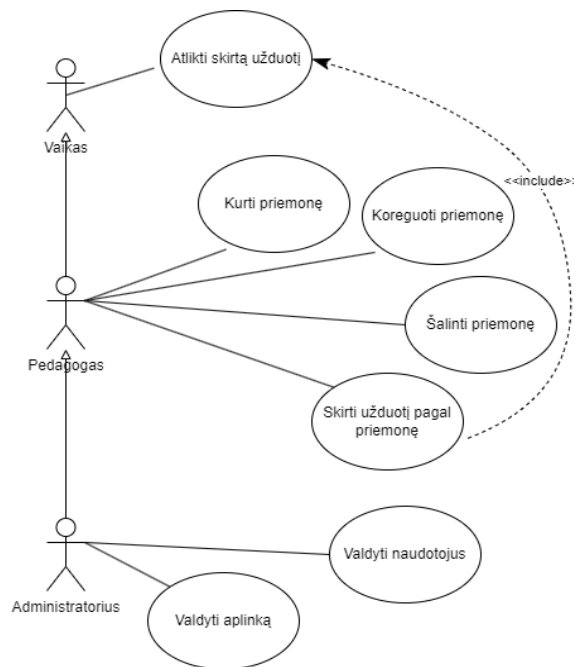 Atlikti skirtą užduotį
Vaikas
<<include>>
Kurti priemonę
Koreguoti priemonę
Šalinti priemonę
Pedagogas
Skirti užduotį pagal
priemonę
Valdyti naudotojus
Administratorius
Valdyti aplinką